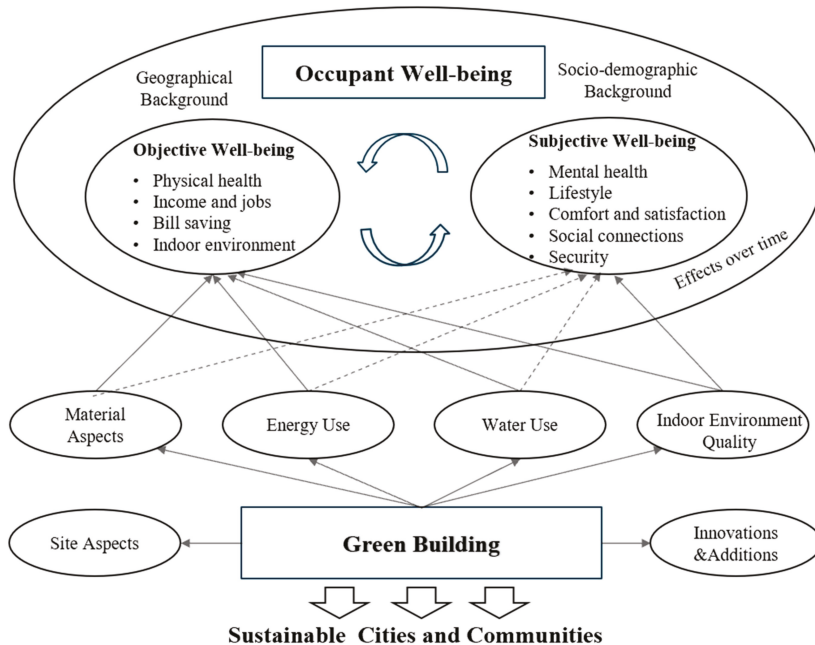 Occupant Well-being
Geographical
Background
Socio-demographic
Background
Objective Well-being
• Physical health
• Income and jobs
• Bill saving
• Indoor environment
Subjective Well-being
• Mental health
• Lifestyle
• Comfort and satisfaction
• Social connections
• Security
Effects over time
Material
Aspects
Energy Use
Water Use
Indoor Environment
Quality
Site Aspects
Green Building
Innovations
&Additions
Sustainable Cities and Communities